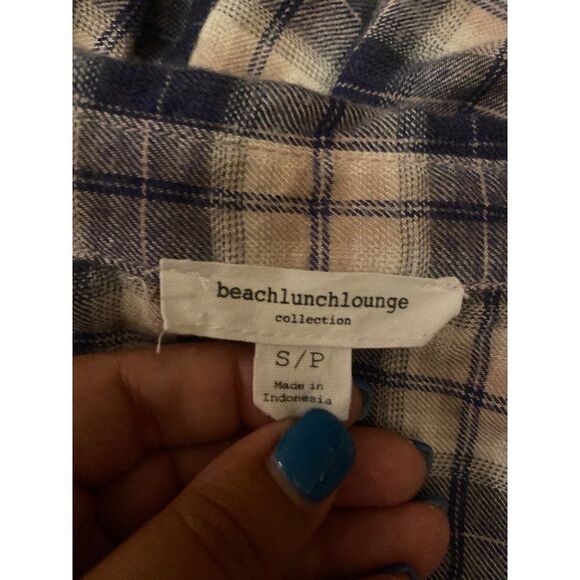 beachlunchlounge
collection
S/P
Made in
Indonesia